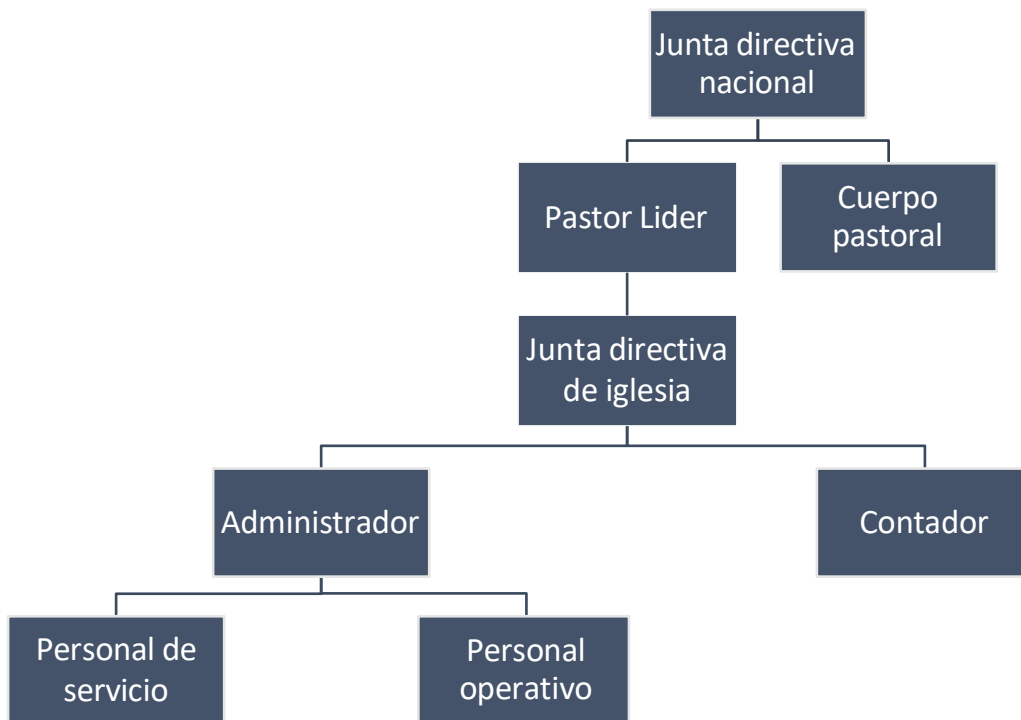 Junta directiva
nacional
Pastor Lider
Cuerpo
pastoral
Junta directiva
de iglesia
Administrador
Contador
Personal de
servicio
Personal
operativo